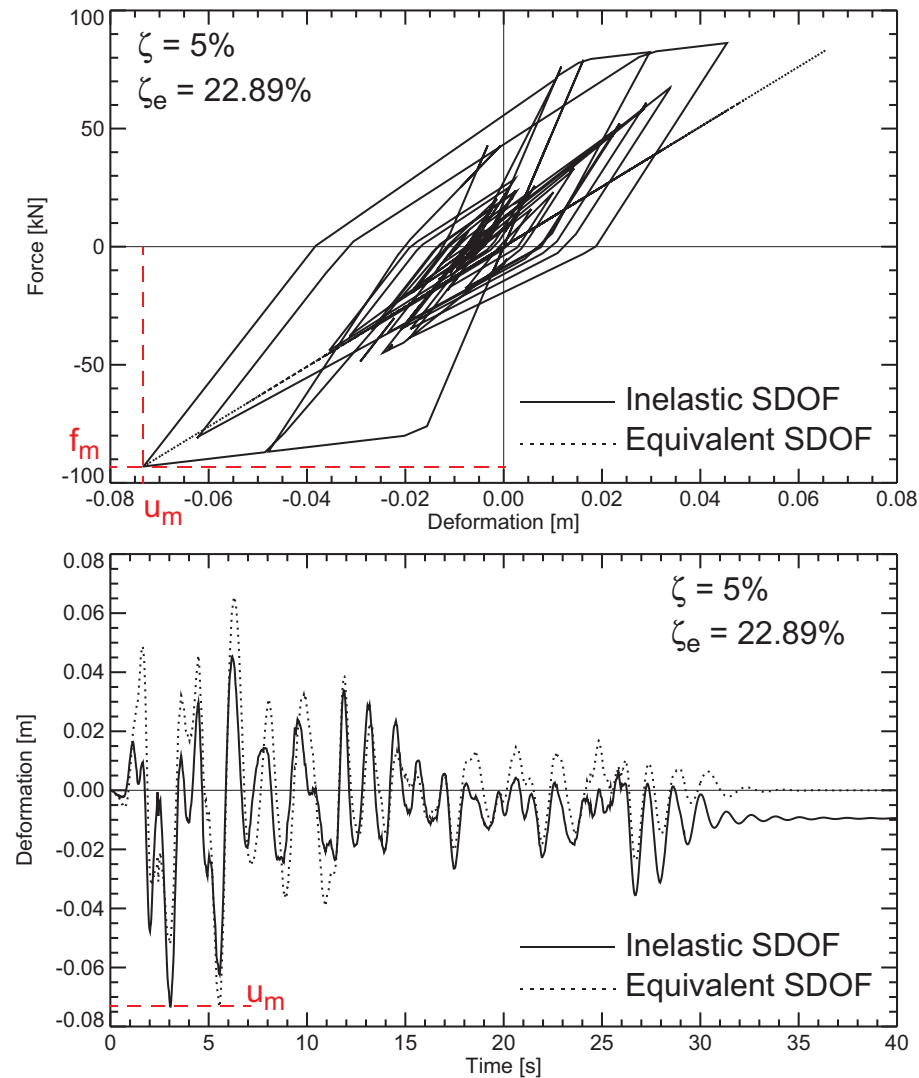 100
ζ = 5%
ζe = 22.89%
50
Force [kN]
0
-50
Inelastic SDOF
Equivalent SDOF
fm
-100
-0.08 -0.06 -0.04 -0.02 0.00 0.02 0.04 0.06 0.08
um
Deformation [m]
0.08
ζ = 5%
0.06
ζe = 22.89%
0.04
0.02
Deformation [m]
0.00
-0.02
-0.04
Inelastic SDOF
-0.06
Equivalent SDOF
um
-0.08
0 5 10 15 20 25 30 35 40
Time [s]